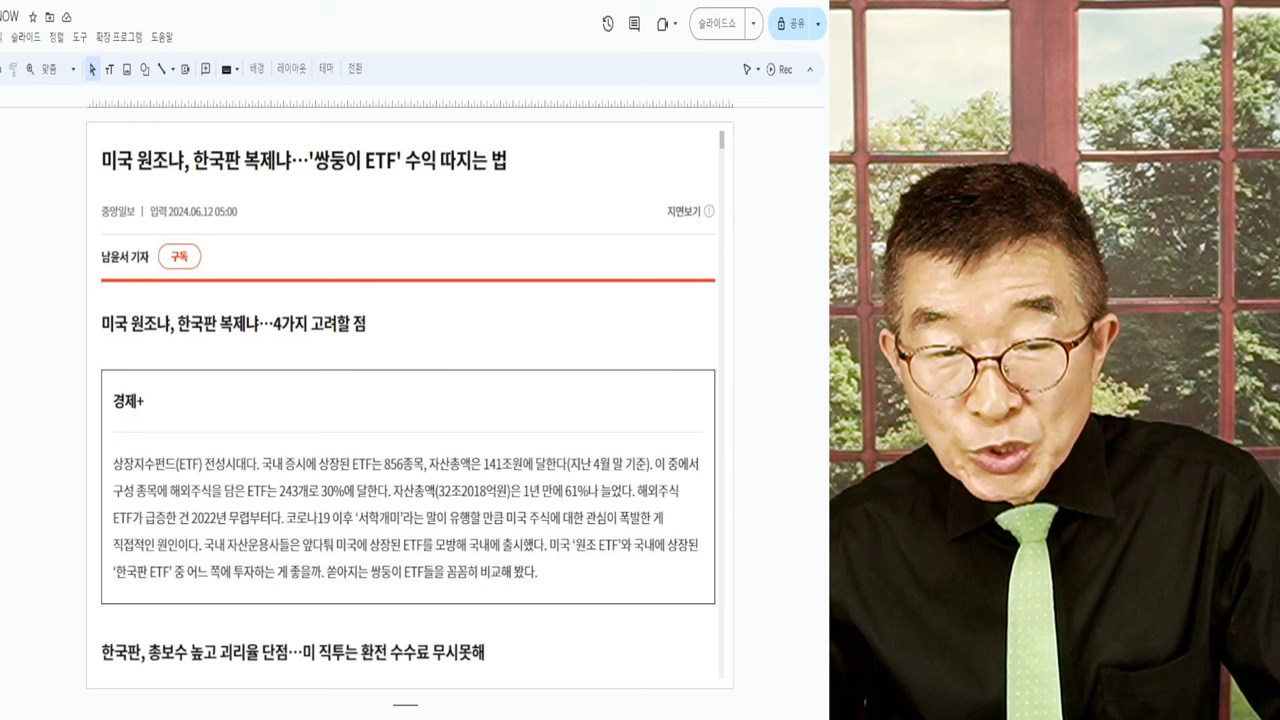 NOW
슬라이드쇼
공유
슬라이드 정렬 도구 확장 프로그램 도움말
맞춤
배경 레이아웃 테마 전환
Rec
미국 원조냐, 한국판 복제냐…'쌍둥이 ETF' 수익 따지는 법
중앙일보 | 입력 2024.06.12 05:00
지면보기
남윤서 기자 구독
미국 원조냐, 한국판 복제냐…4가지 고려할 점
경제+
상장지수펀드(ETF) 전성시대다. 국내 증시에 상장된 ETF는 856종목, 자산총액은 141조원에 달한다(지난 4월 말 기준). 이 중에서
구성 종목에 해외주식을 담은 ETF는 243개로 30%에 달한다. 자산총액(32조2018억원)은 1년 만에 61%나 늘었다. 해외주식
ETF가 급증한 건 2022년 무렵부터다. 코로나19 이후 ‘서학개미’라는 말이 유행할 만큼 미국 주식에 대한 관심이 폭발한 게
직접적인 원인이다. 국내 자산운용사들은 앞다퉈 미국에 상장된 ETF를 모방해 국내에 출시했다. 미국 ‘원조 ETF’와 국내에 상장된
‘한국판 ETF’ 중 어느 쪽에 투자하는 게 좋을까. 쏟아지는 쌍둥이 ETF들을 꼼꼼히 비교해 봤다.
한국판, 총보수 높고 괴리율 단점…미 직투는 환전 수수료 무시못해